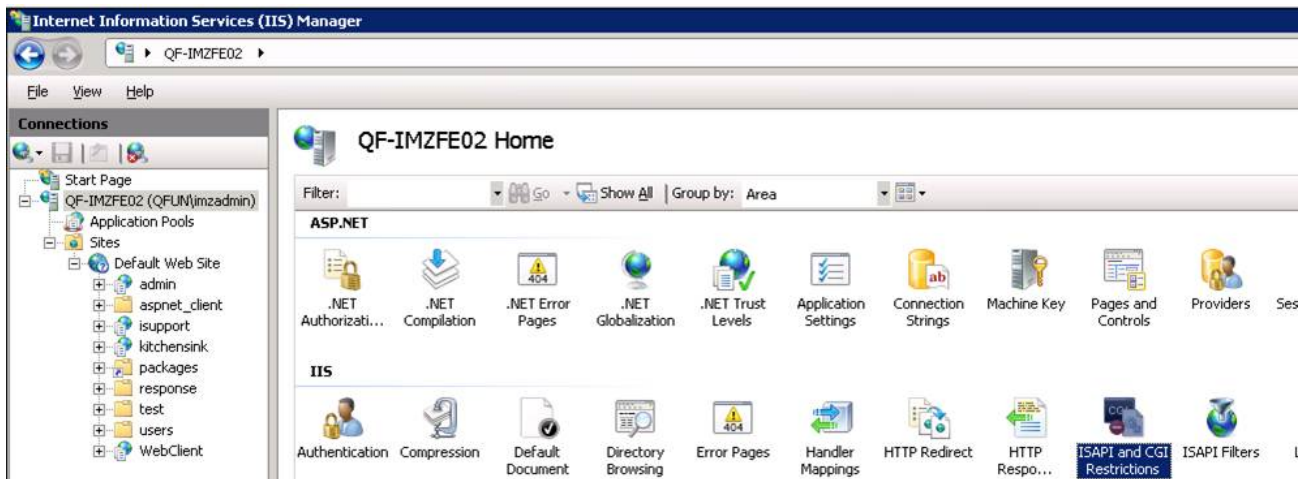 Internet Information Services (IIS) Manager
QF-IMZFE02
File View Help
Connections
QF-IMZFE02 Home
Start Page
Filter: Go Show All Group by: Area
QF-IMZFE02 (QFUN\imzadmin)
Application Pools
Sites
Default Web Site
admin
aspnet_client
isupport
kitchensink
packages
response
test
users
WebClient
ASP.NET
.NET Authorizati...
.NET Compilation
404
.NET Error Pages
.NET Globalization
.NET Trust Levels
Application Settings
ab
Connection Strings
Machine Key
Pages and Controls
Providers
Ses
IIS
Authentication
Compression
Default Document
Directory Browsing
404
Error Pages
Handler Mappings
HTTP Redirect
HTTP Respo...
CGI
ISAPI and CGI Restrictions
ISAPI Filters